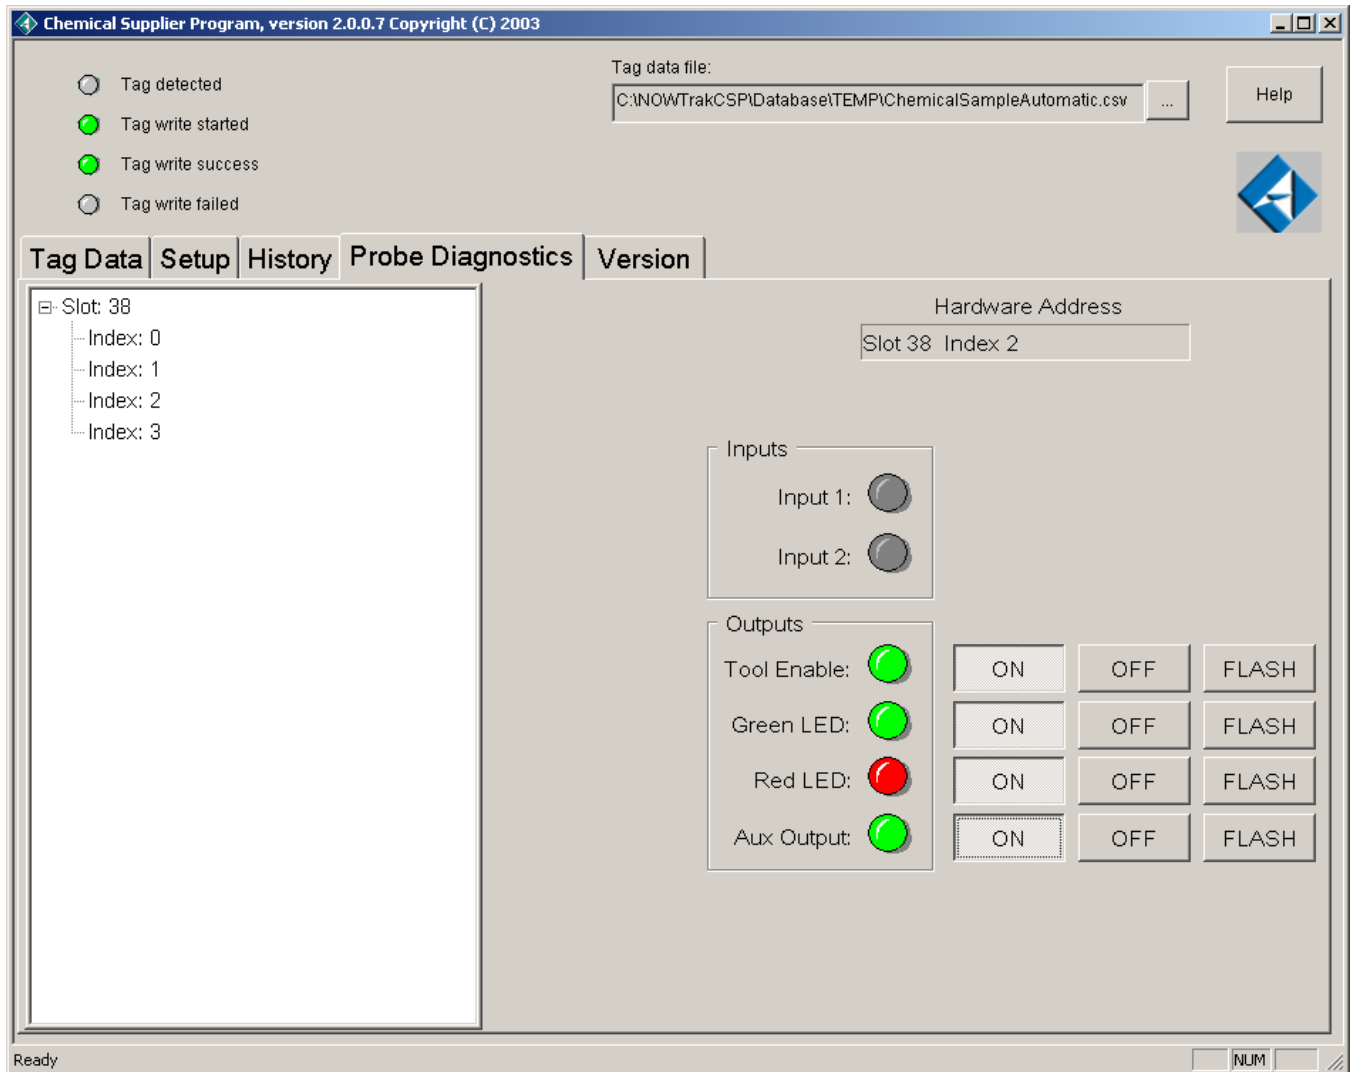 Chemical Supplier Program, version 2.0.0.7 Copyright (C) 2003
Tag detected
Tag write started
Tag write success
Tag write failed
Tag data file:
C:\NOWTrakCSP\Database\TEMP\ChemicalSampleAutomatic.csv
...
Help
Tag Data
Setup
History
Probe Diagnostics
Version
Slot: 38
Index: 0
Index: 1
Index: 2
Index: 3
Hardware Address
Slot 38 Index 2
Inputs
Input 1:
Input 2:
Outputs
Tool Enable: ON OFF FLASH
Green LED: ON OFF FLASH
Red LED: ON OFF FLASH
Aux Output: ON OFF FLASH
Ready
NUM